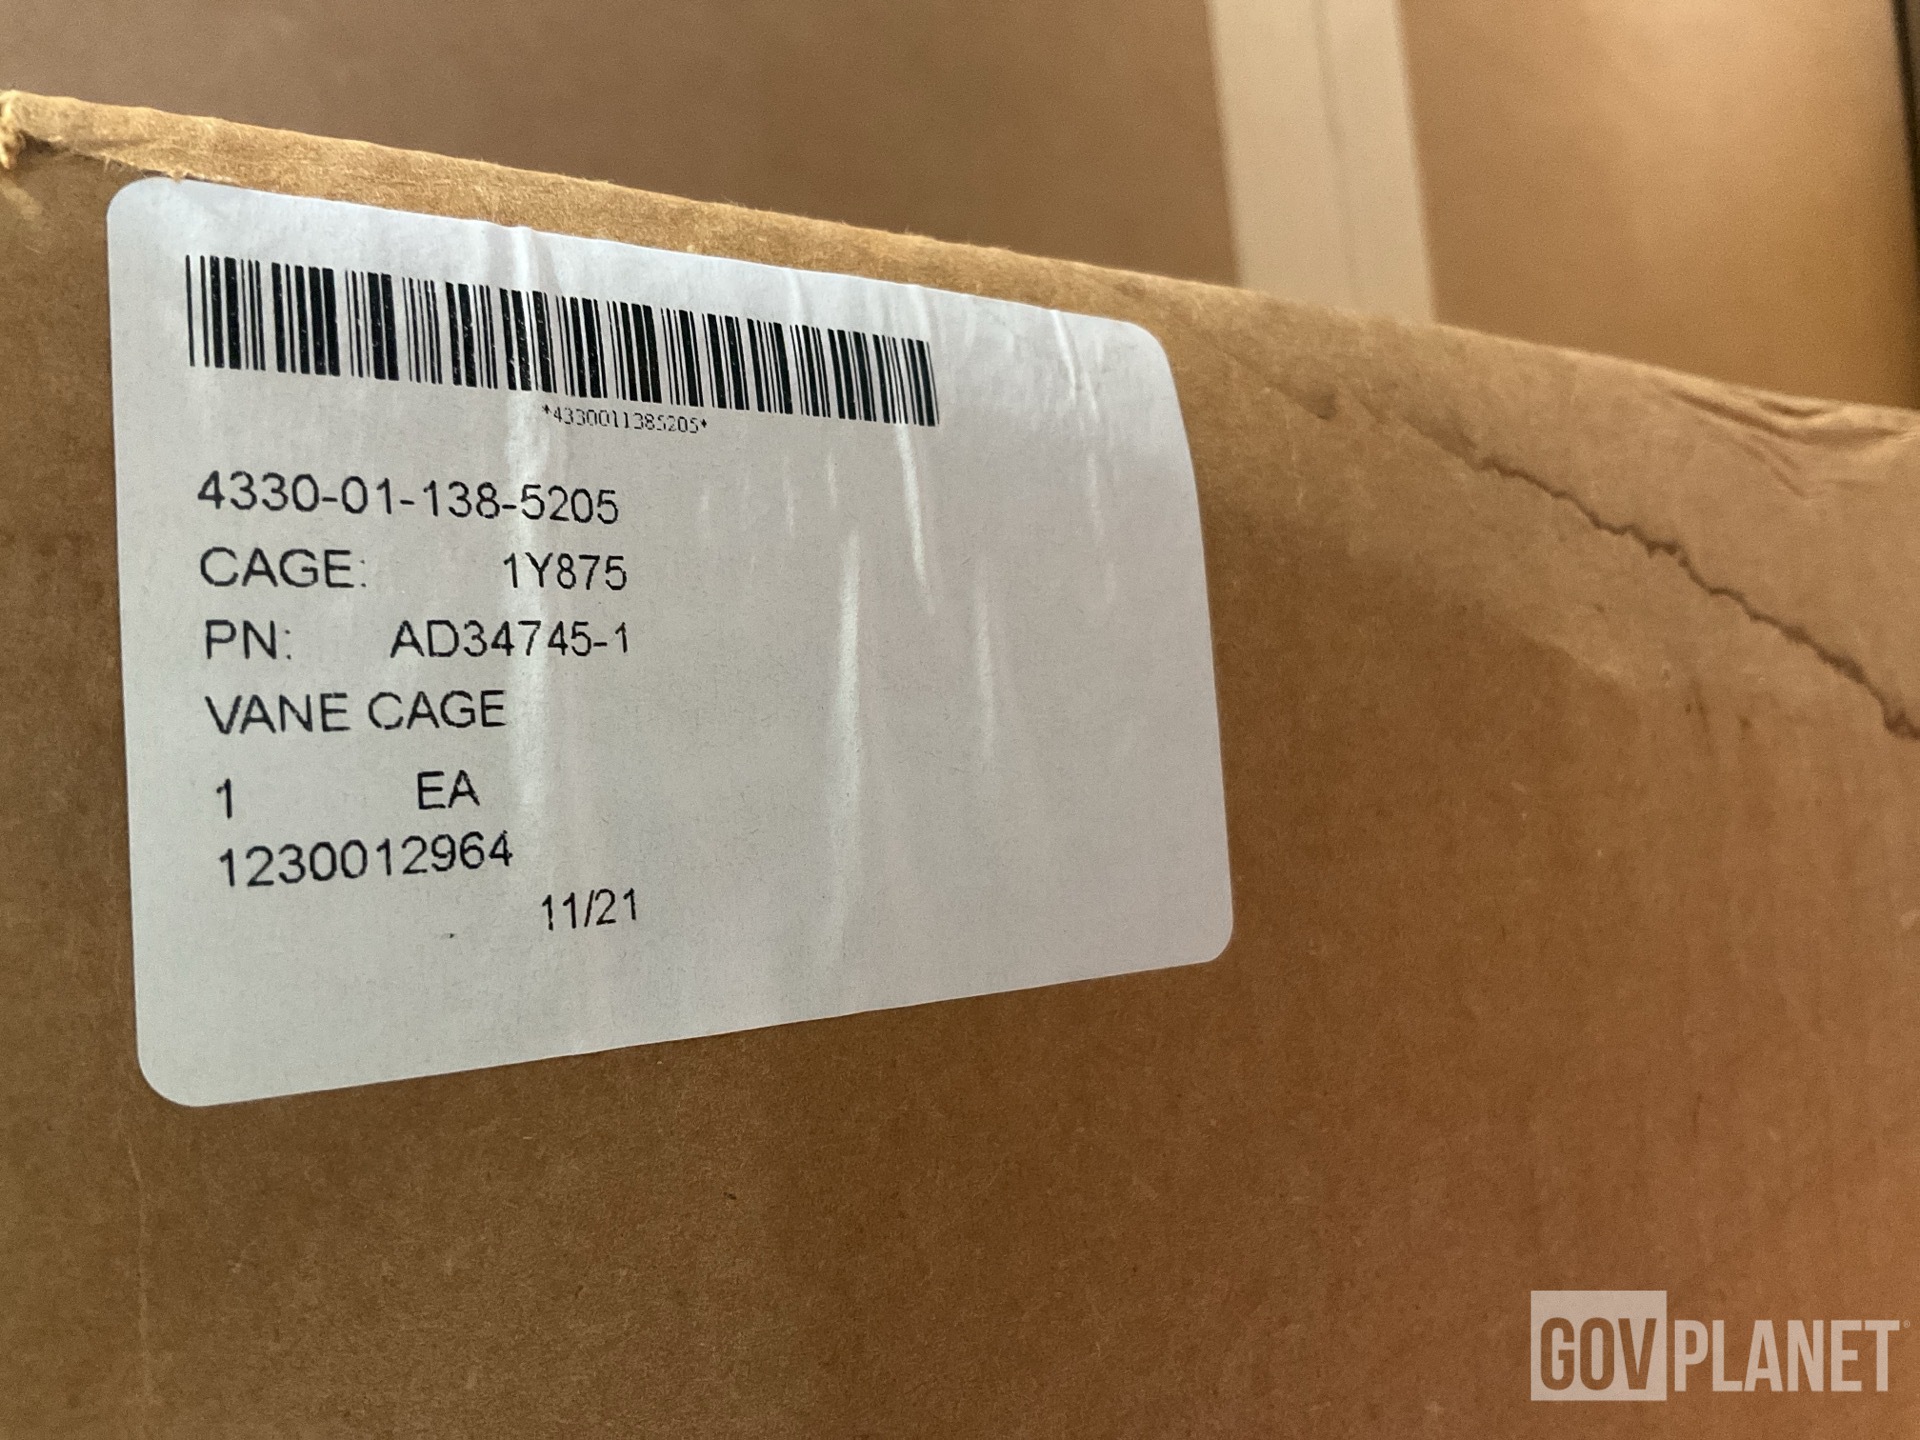 *4330011385205*
4330-01-138-5205
CAGE: 1Y875
PN: AD34745-1
VANE CAGE
1 EA
1230012964
11/21
GOVPLANET